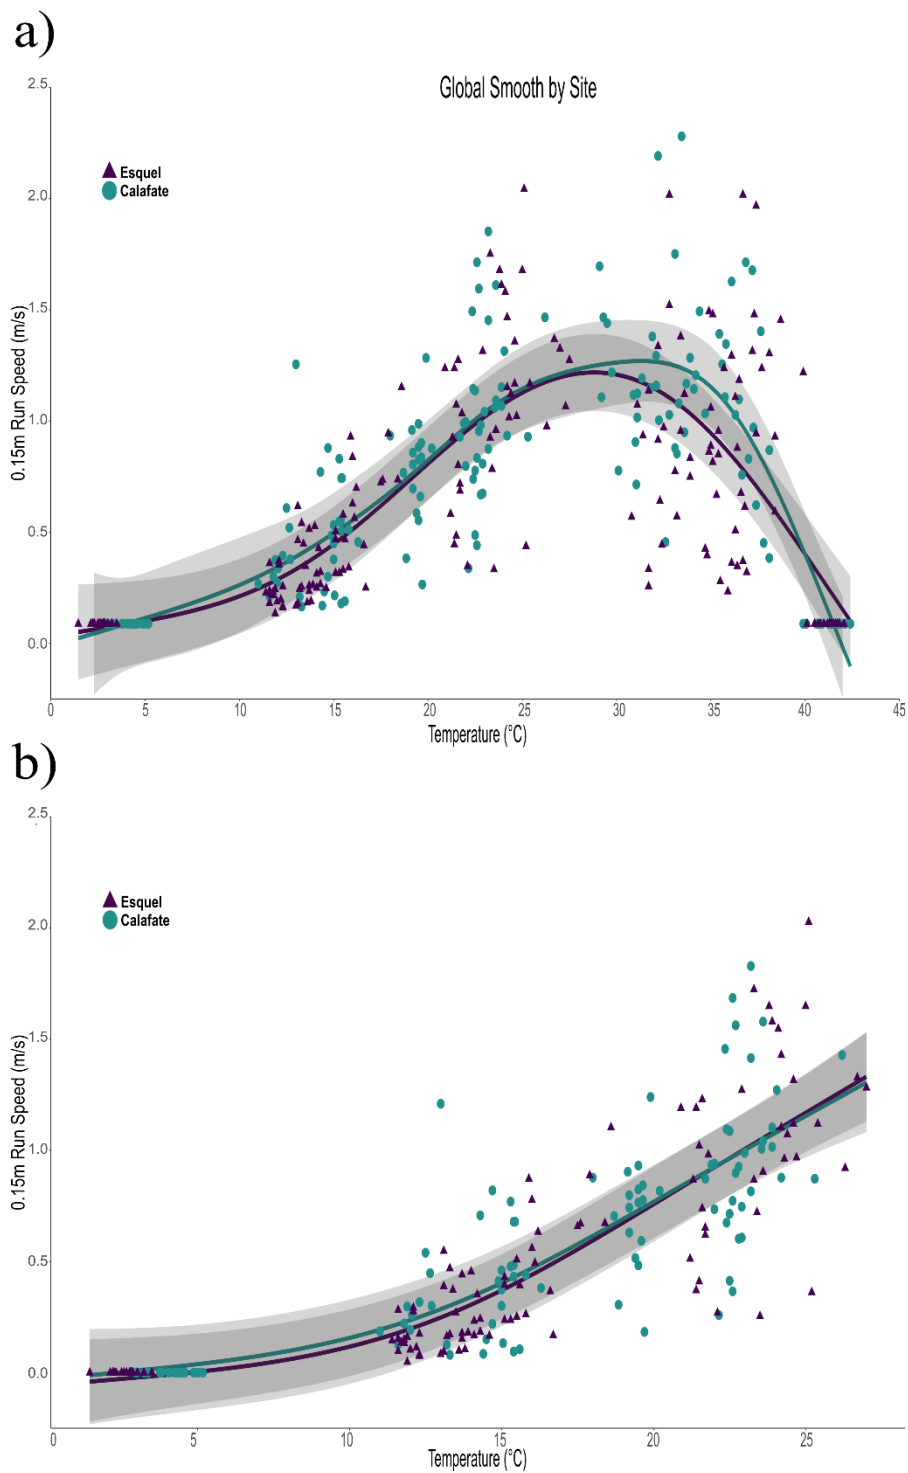 a)
Global Smooth by Site
2.5
2.0
1.5
1.0
0.5
0.0
Esquel
Calafate
0.15m Run Speed (m/s)
0 5 10 15 20 25 30 35 40 45
Temperature (°C)
b)
2.5
2.0
1.5
1.0
0.5
0.0
Esquel
Calafate
0.15m Run Speed (m/s)
0 5 10 15 20 25
Temperature (°C)